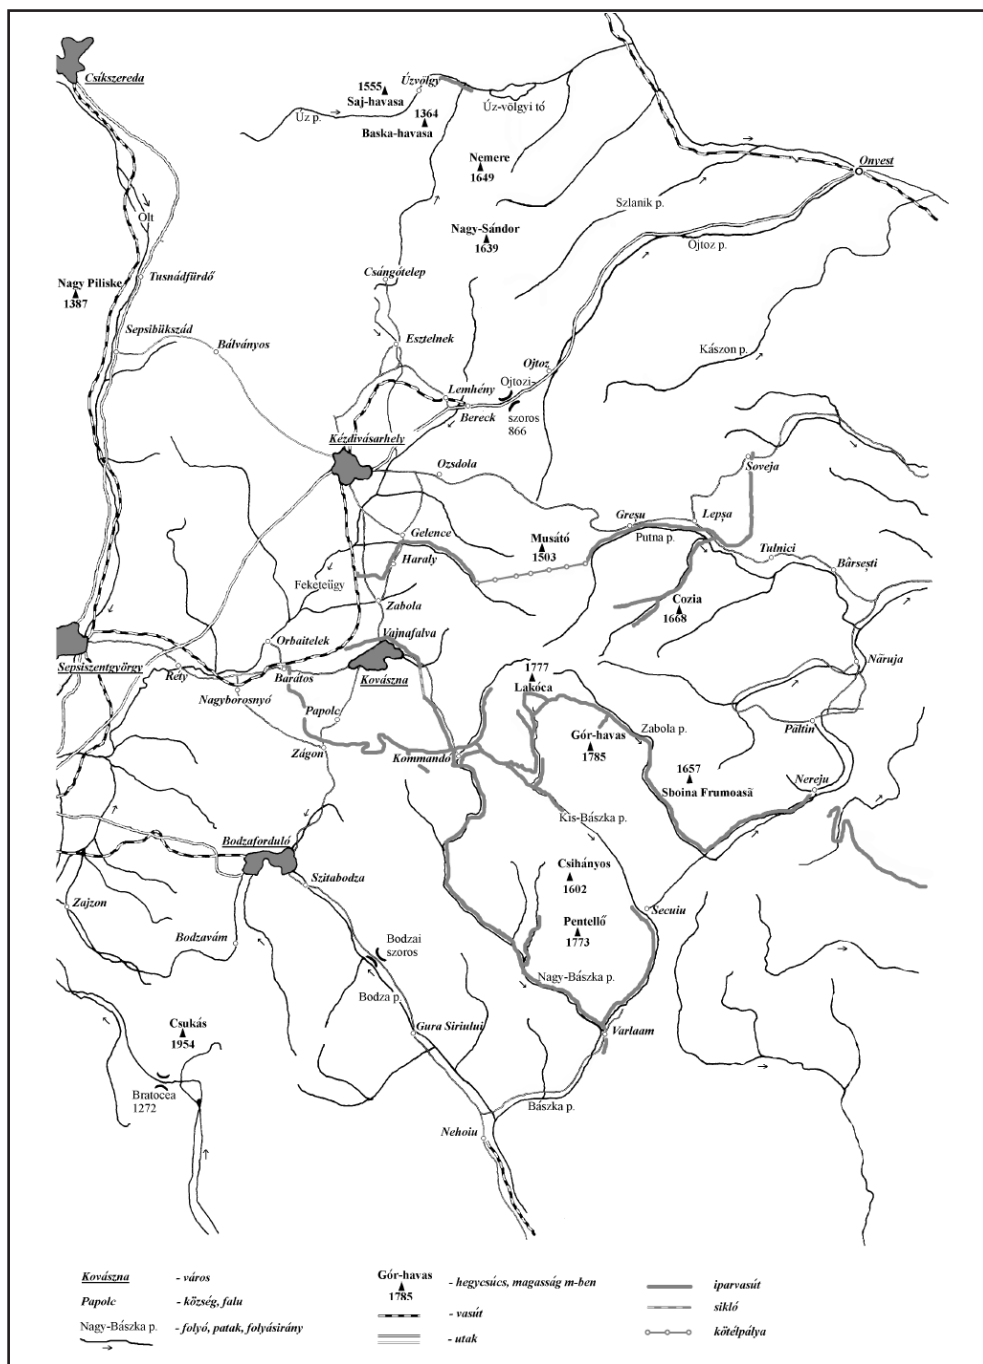 Csíkszereda
1555
Saj-havasa
Úzvölgy
Úz p.
Úz-völgyi tó
1364
Baska-havasa
Nemere
1649
Onyest
Szlanik p.
Olt
Nagy-Sándor
1639
Ojtoz p.
Csángótelep
Nagy Piliske
1387
Tusnádfürdő
Sepsibükszád
Bálványos
Esztelnek
Kászon p.
Ojtoz
Ojtozi
szoros
866
Lemhény
Bereck
Kézdivásárhely
Ozsdola
Soveja
Gelence
Haraly
Musátó
1503
Greşu
Putna p.
Lepşa
Tulnici
Bârseşti
Feketeügy
Zabola
Cozia
1668
Orbaitelek
Vajnafalva
Sepsiszentgyörgy
Réty
Barátos
Kovászna
Nagyborosnyó
1777
Lakóca
Năruja
Papolc
Zágon
Kommandó
Gór-havas
1785
Zabola p.
Păltin
1657
Sboina Frumoasă
Nereju
Kis-Bászka p.
Bodzaforduló
Szitabodza
Csihányos
1602
Zajzon
Bodzavám
Bodzai
szoros
Pentelló
1773
Secuiu
Nagy-Bászka p.
Bodza p.
Csukás
1954
Gura Siriului
Varlaam
Bratocea
1272
Bászka p.
Nehoiu
Kovászna - város
Papolc - község, falu
Nagy-Bászka p. - folyó, patak, folyásirány
Gór-havas
1785
- hegycsúcs, magasság m-ben
- vasút
- utak
iparvasút
sikló
kötélpálya